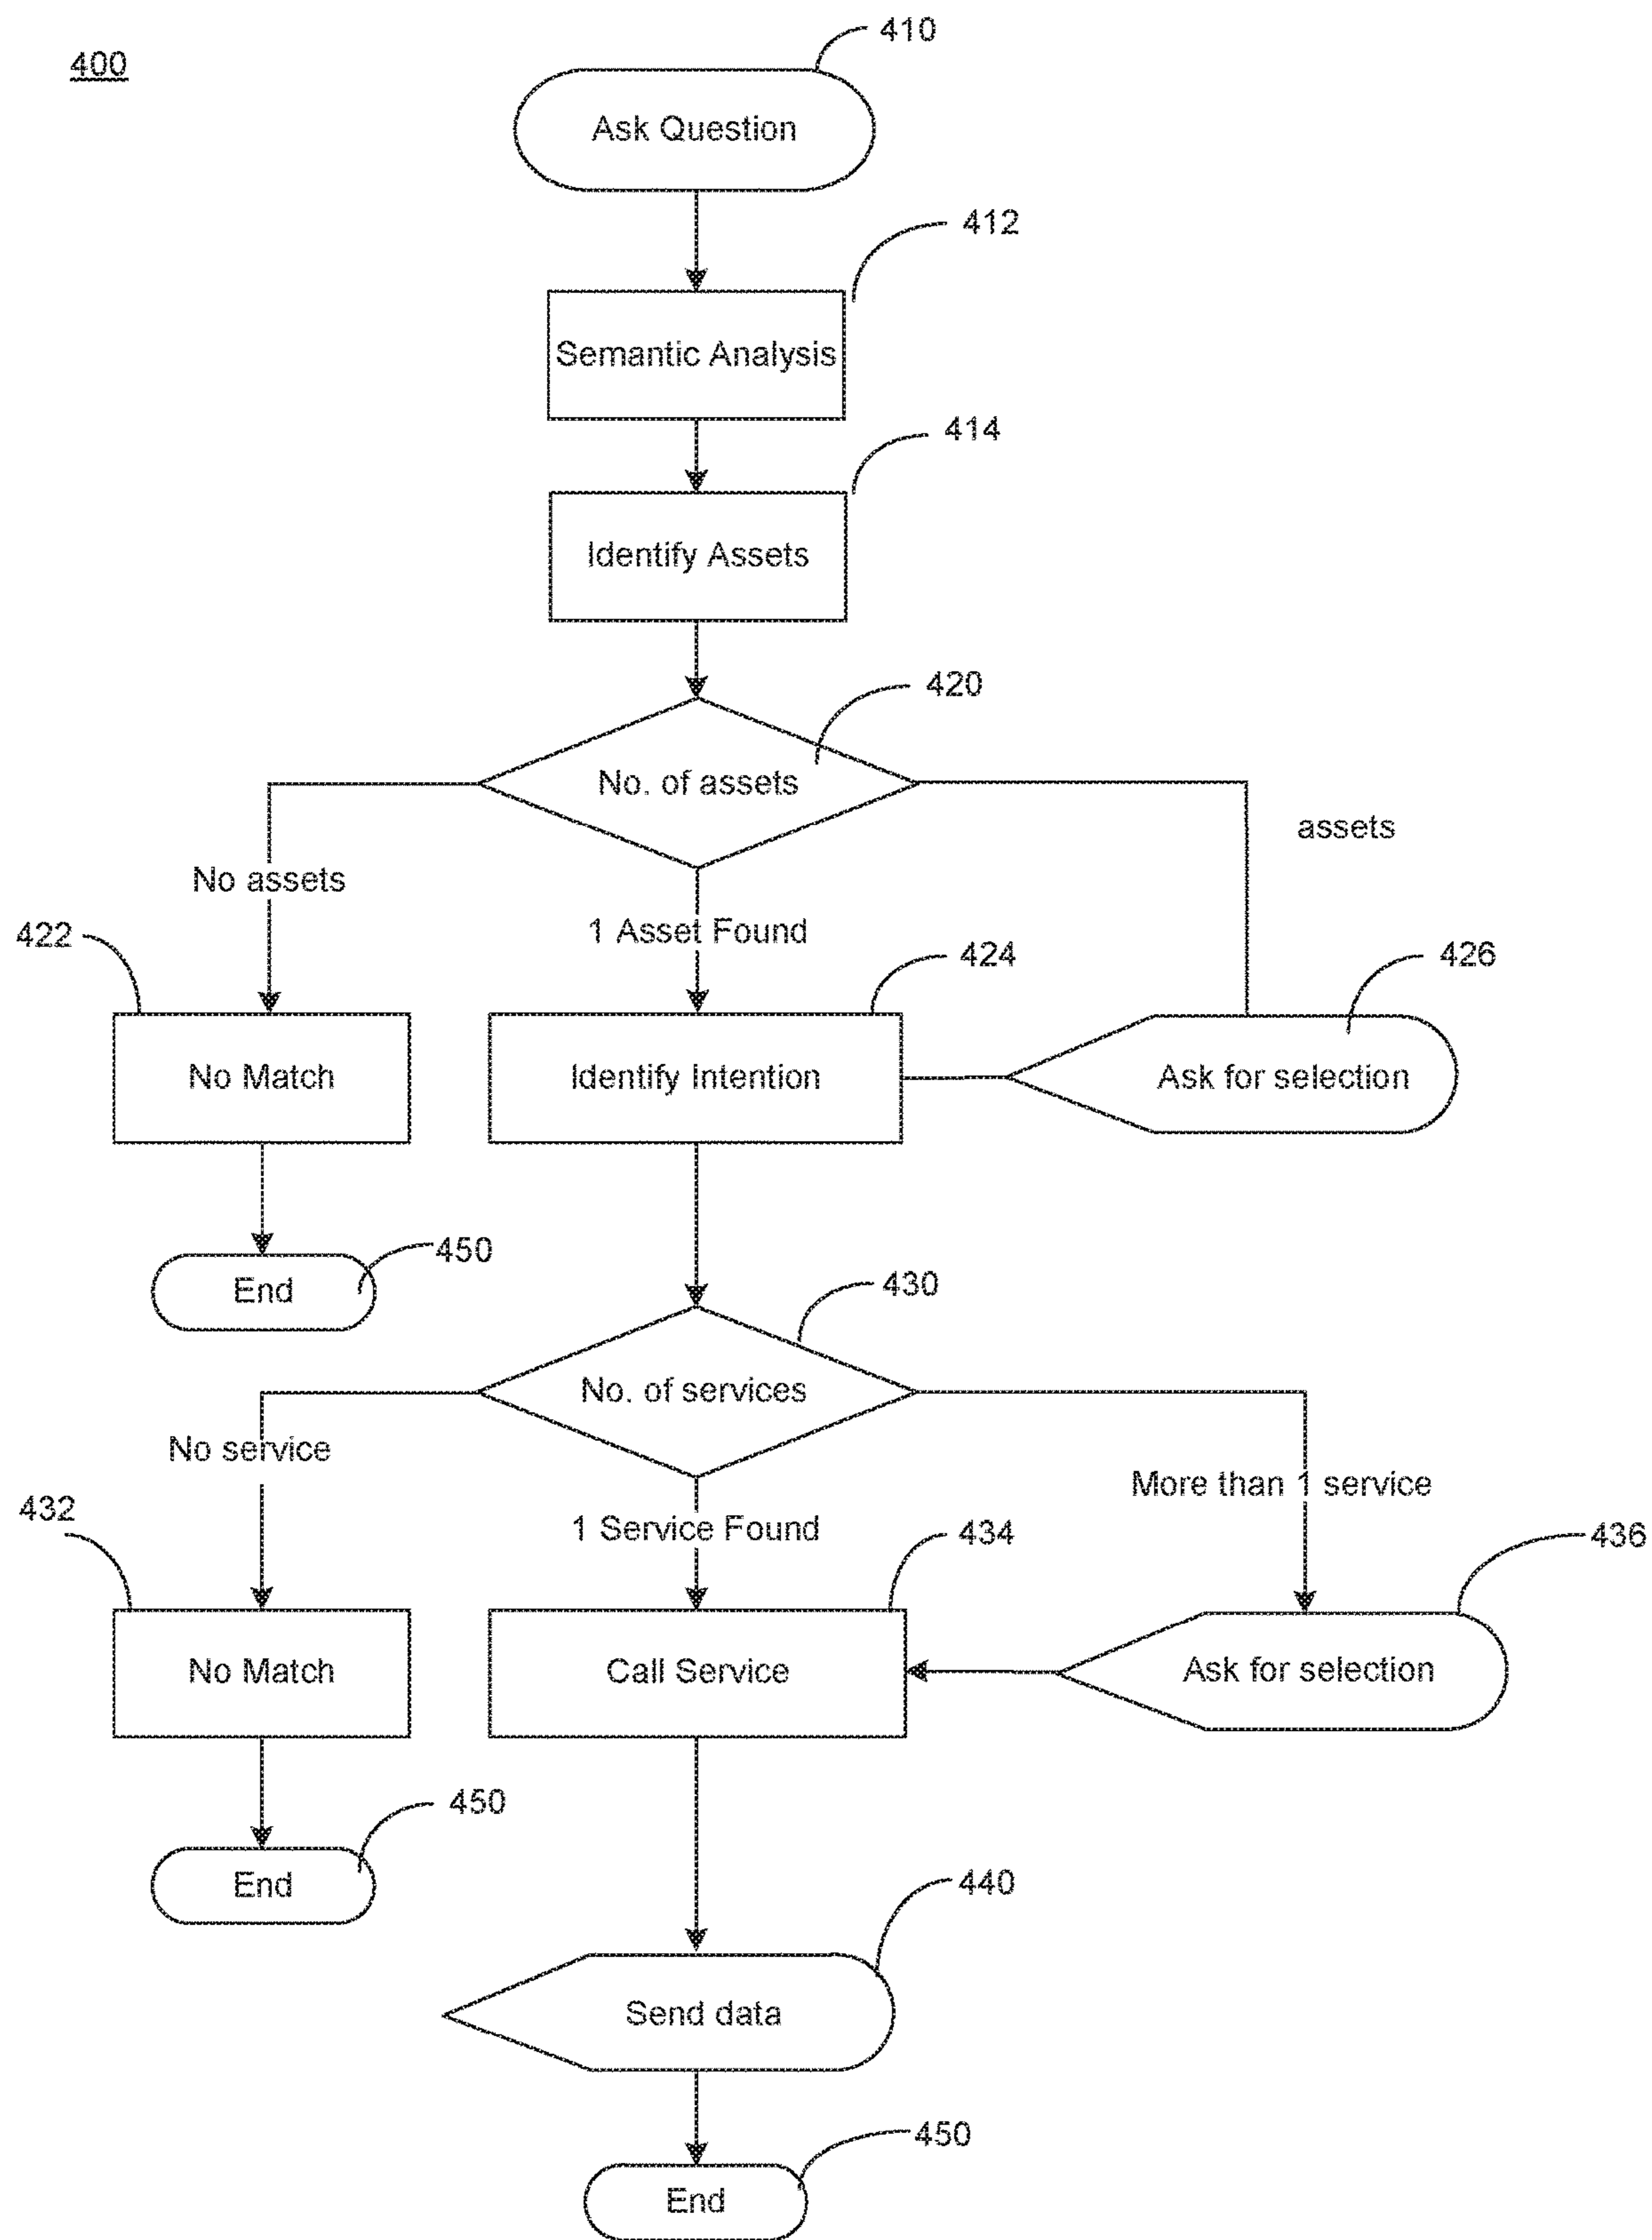 410
400
Ask Question
412
Semantic Analysis
414
Identify Assets
420
No. of assets
assets
No assets
1 Asset Found
422
424
426
No Match
Identify Intention
Ask for selection
450
End
430
No. of services
No service
More than 1 service
432
1 Service Found
434
436
No Match
Call Service
Ask for selection
450
End
440
Send data
450
End